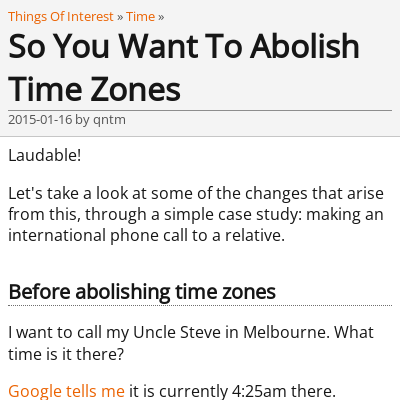 Things Of Interest » Time »
So You Want To Abolish
Time Zones
2015-01-16 by qntm
Laudable!
Let's take a look at some of the changes that arise
from this, through a simple case study: making an
international phone call to a relative.
Before abolishing time zones
I want to call my Uncle Steve in Melbourne. What
time is it there?
Google tells me it is currently 4:25am there.